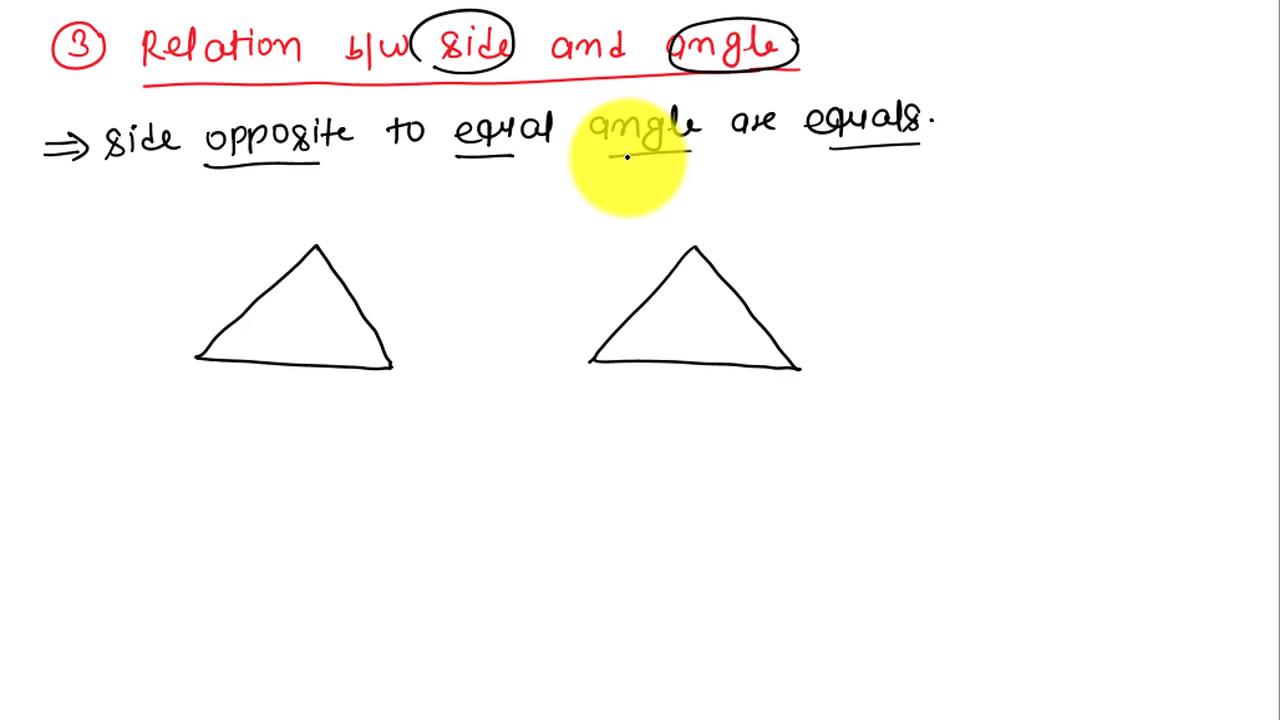 ③ Relation b/w side and angle
⇒ side opposite to equal angle are equals.